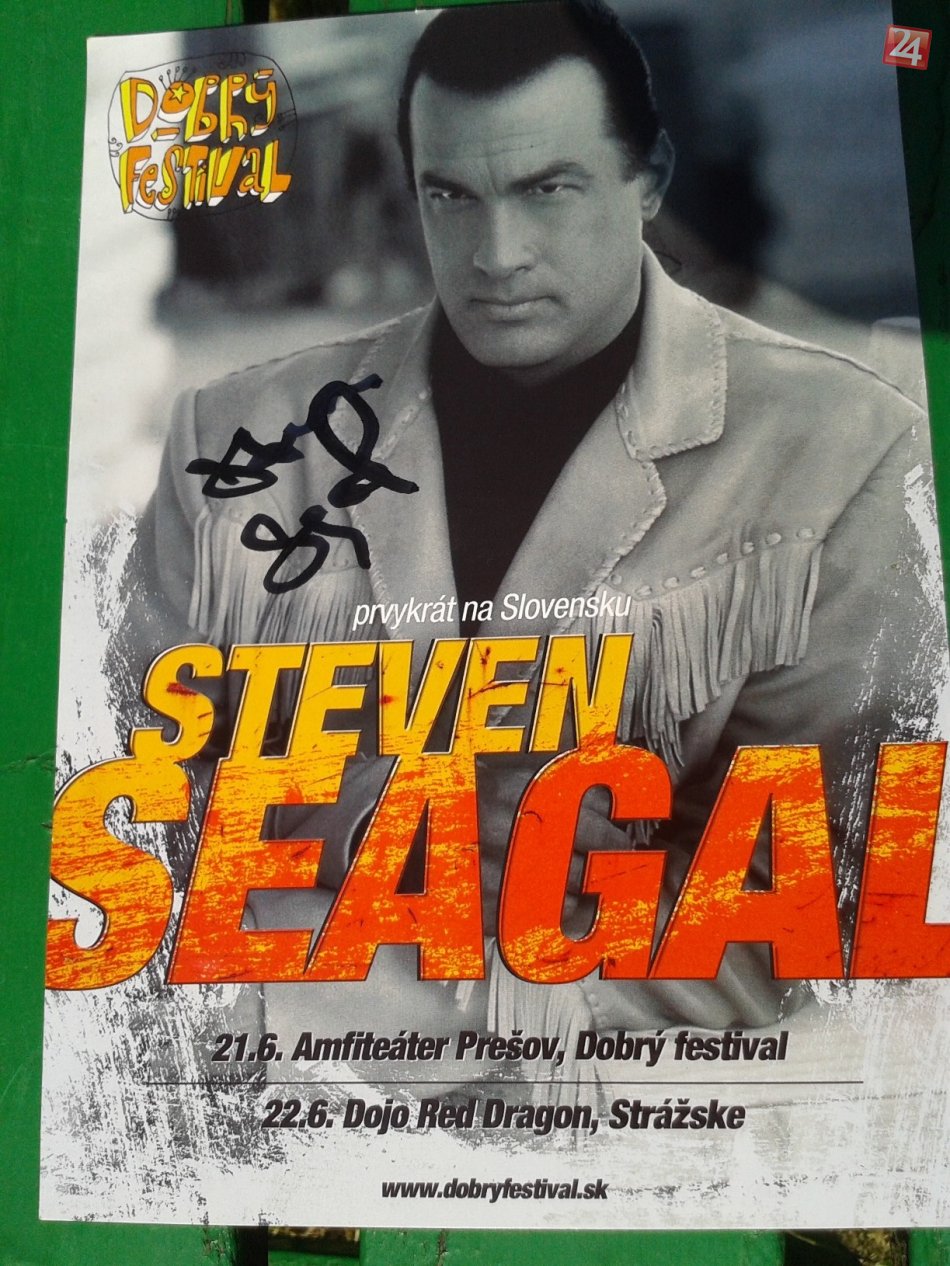 24
DOBRÝ
FESTIVAL
prvykrát na Slovensku
STEVEN
SEAGAL
21.6. Amfiteáter Prešov, Dobrý festival
22.6. Dojo Red Dragon, Strážske
www.dobryfestival.sk